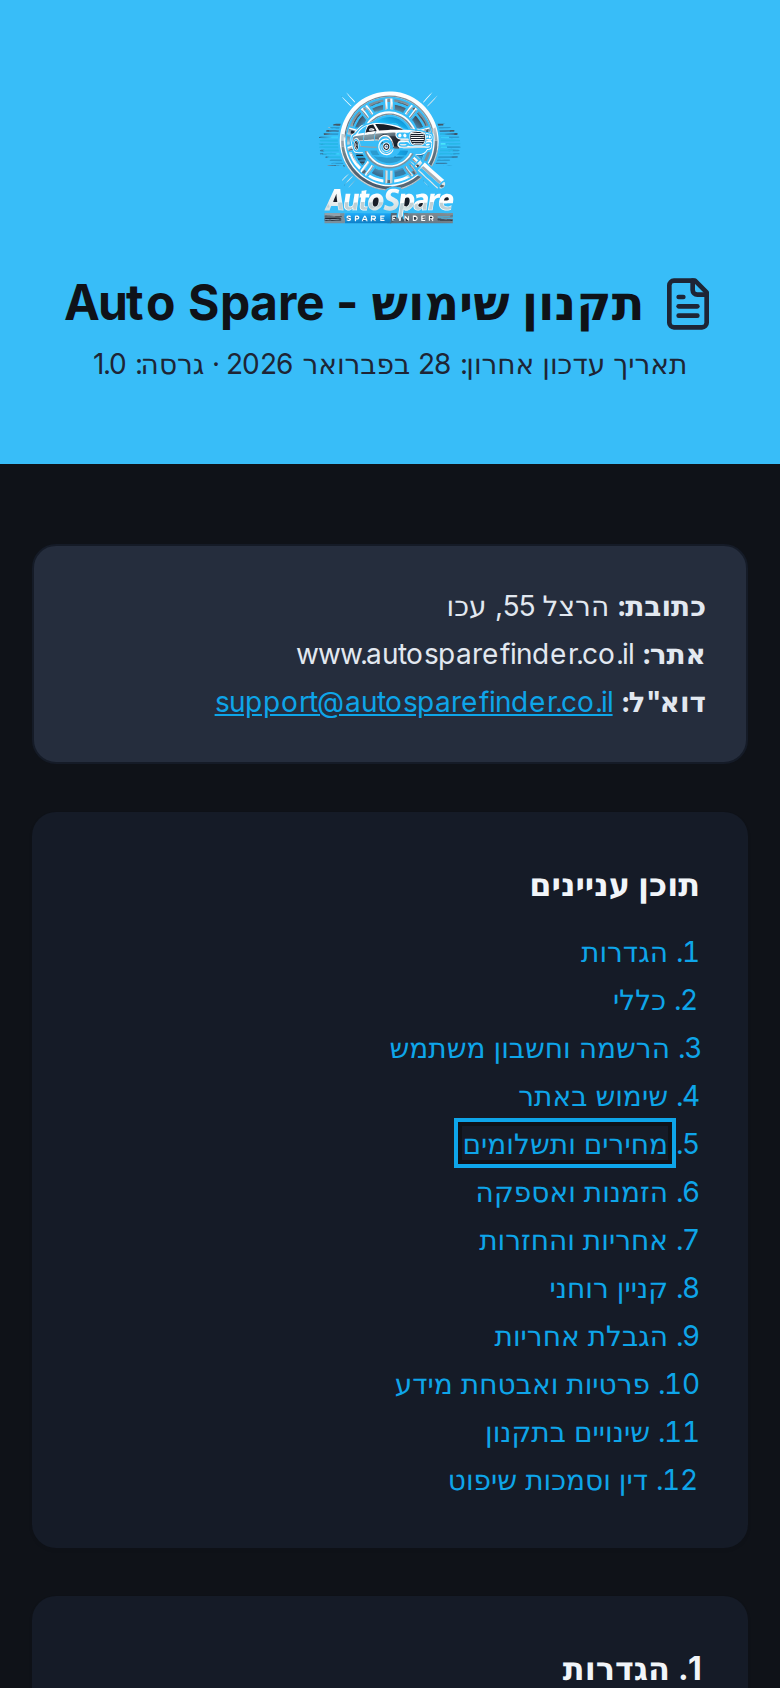 AutoSpare
SPARE FINDER
תקנון שימוש - Auto Spare
תאריך עדכון אחרון: 28 בפברואר 2026 · גרסה: 1.0
כתובת: הרצל 55, עכו
אתר: www.autosparefinder.co.il
דוא"ל: support@autosparefinder.co.il
תוכן עניינים
1. הגדרות
2. כללי
3. הרשמה וחשבון משתמש
4. שימוש באתר
5. מחירים ותשלומים
6. הזמנות ואספקה
7. אחריות והחזרות
8. קניין רוחני
9. הגבלת אחריות
10. פרטיות ואבטחת מידע
11. שינויים בתקנון
12. דין וסמכות שיפוט
1. הגדרות